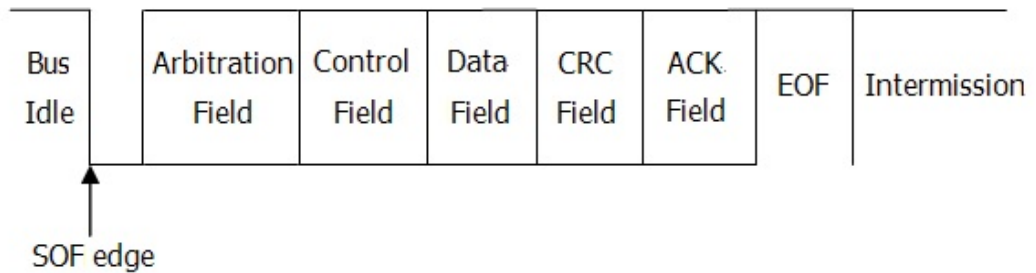 Bus
Idle
Arbitration
Field
Control
Field
Data
Field
CRC
Field
ACK
Field
EOF
Intermission
SOF edge